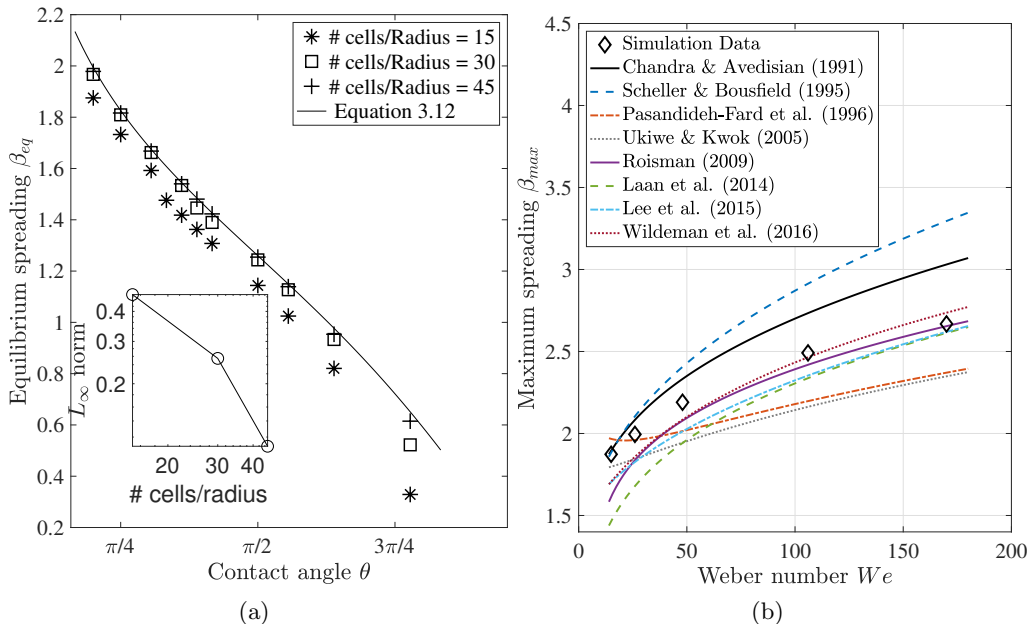 # cells/Radius = 15
# cells/Radius = 30
# cells/Radius = 45
Equation 3.12
Equilibrium spreading β_eq
2.2
2
1.8
1.6
1.4
1.2
1
0.8
0.6
0.4
0.2
π/4
π/2
3π/4
Contact angle θ
L∞ norm
0.4
0.3
0.2
20
30
40
# cells/radius
(a)
Simulation Data
Chandra & Avedisian (1991)
Scheller & Bousfield (1995)
Pasandideh-Fard et al. (1996)
Ukiwe & Kwok (2005)
Roisman (2009)
Laan et al. (2014)
Lee et al. (2015)
Wildeman et al. (2016)
Maximum spreading β_max
4.5
4
3.5
3
2.5
2
1.5
0
50
100
150
200
Weber number We
(b)